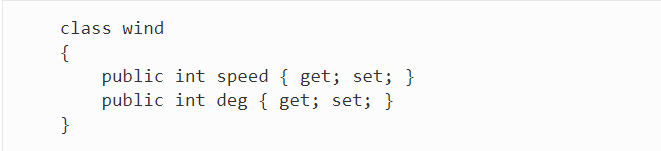 class wind
{
public int speed { get; set; }
public int deg { get; set; }
}